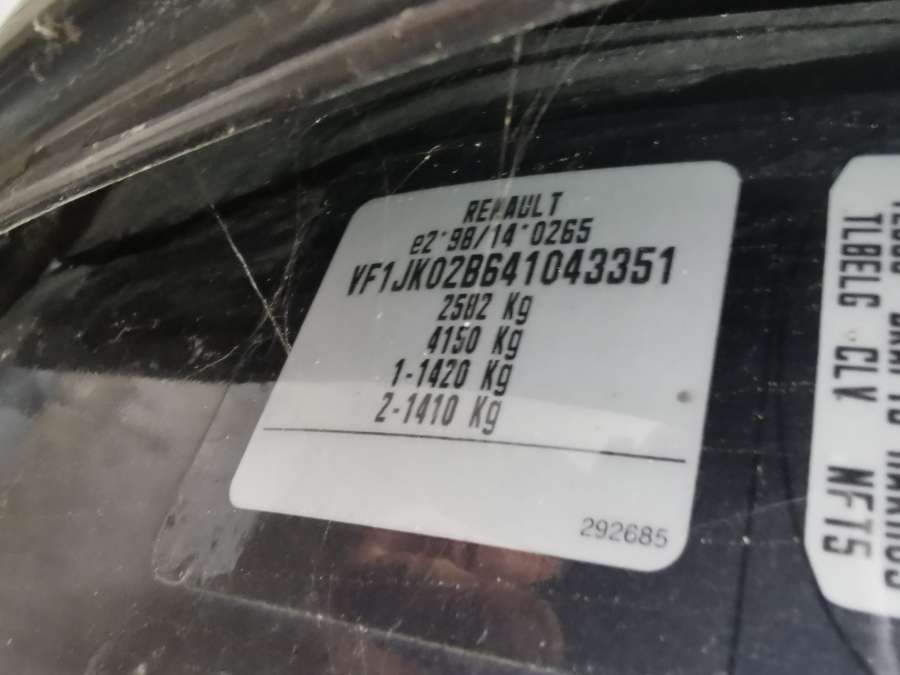 RENAULT
e2*98/14*0265
VF1JK02B641043351
2582 Kg
4150 Kg
1-1420 Kg
2-1410 Kg
292685
TLBELG CLV NFT5